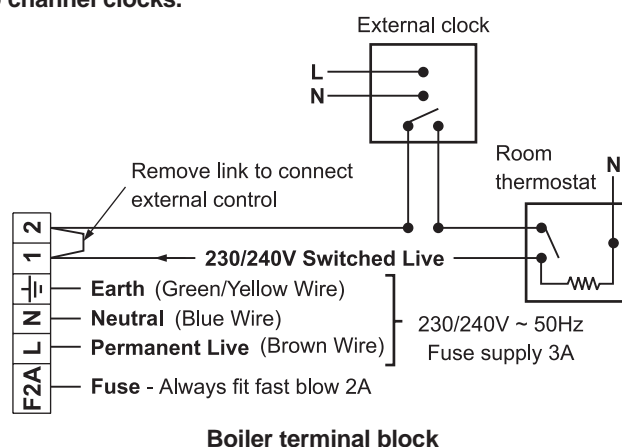 channel clocks.
External clock
L
N
Remove link to connect
external control
Room
thermostat
N
2
1
230/240V Switched Live
Earth (Green/Yellow Wire)
N
Neutral (Blue Wire)
L
Permanent Live (Brown Wire)
230/240V ~ 50Hz
Fuse supply 3A
F2A
Fuse - Always fit fast blow 2A
Boiler terminal block